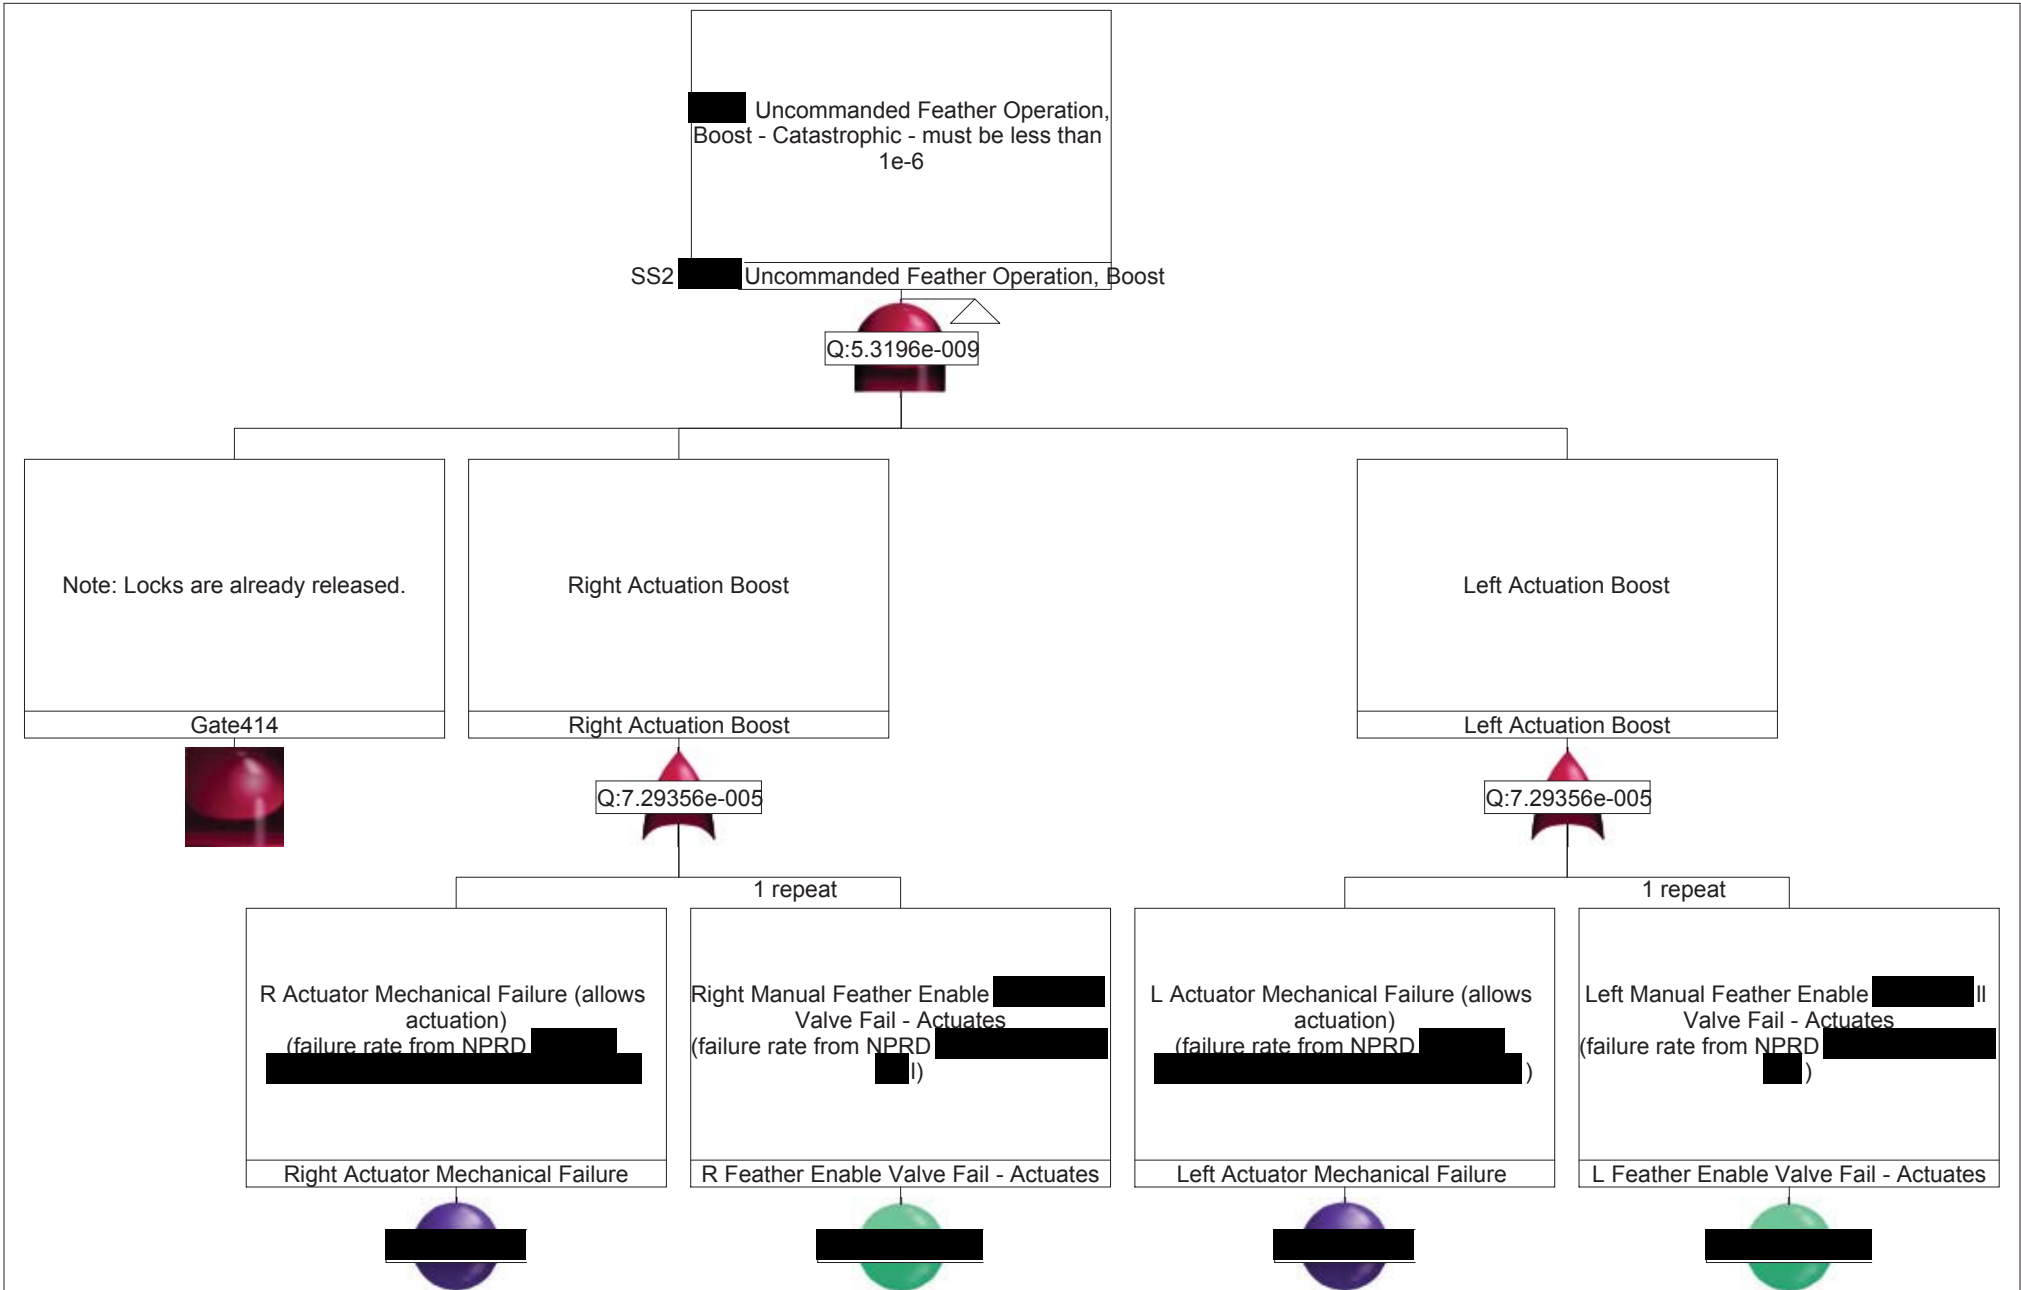 Uncommanded Feather Operation,
Boost - Catastrophic - must be less than
1e-6
SS2 Uncommanded Feather Operation, Boost
Q:5.3196e-009
Note: Locks are already released.
Gate414
Right Actuation Boost
Right Actuation Boost
Q:7.29356e-005
Left Actuation Boost
Left Actuation Boost
Q:7.29356e-005
1 repeat
1 repeat
R Actuator Mechanical Failure (allows
actuation)
(failure rate from NPRD
Right Actuator Mechanical Failure
Right Manual Feather Enable
Valve Fail - Actuates
(failure rate from NPRD
l)
R Feather Enable Valve Fail - Actuates
L Actuator Mechanical Failure (allows
actuation)
(failure rate from NPRD
)
Left Actuator Mechanical Failure
Left Manual Feather Enable ll
Valve Fail - Actuates
(failure rate from NPRD
)
L Feather Enable Valve Fail - Actuates